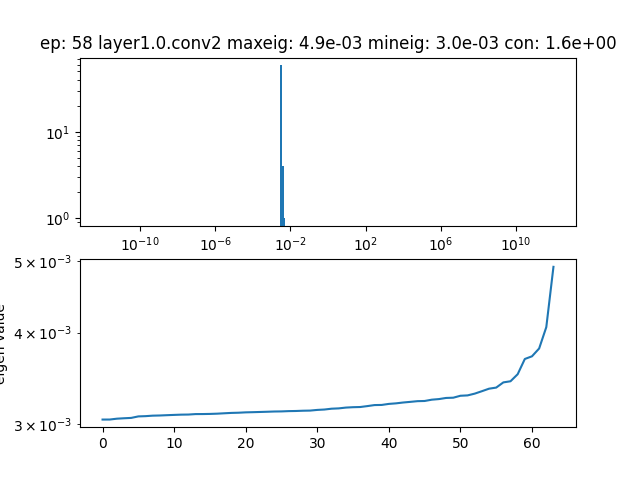 ep: 58 layer1.0.conv2 maxeig: 4.9e-03 mineig: 3.0e-03 con: 1.6e+00
10¹
10⁰
10⁻¹⁰ 10⁻⁶ 10⁻² 10² 10⁶ 10¹⁰
5 × 10⁻³
4 × 10⁻³
3 × 10⁻³
eigen value
0 10 20 30 40 50 60